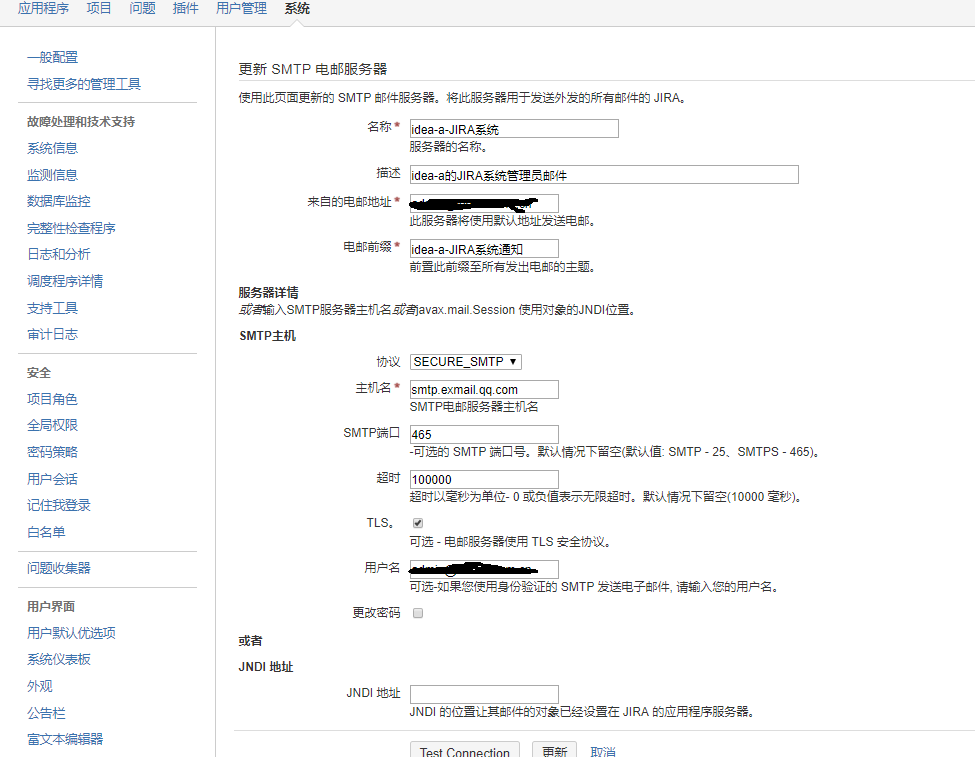 应用程序 项目 问题 插件 用户管理 系统
一般配置
寻找更多的管理工具
故障处理和技术支持
系统信息
监测信息
数据库监控
完整性检查程序
日志和分析
调度程序详情
支持工具
审计日志
安全
项目角色
全局权限
密码策略
用户会话
记住我登录
白名单
问题收集器
用户界面
用户默认优选项
系统仪表板
外观
公告栏
富文本编辑器
更新 SMTP 电邮服务器
使用此页面更新的 SMTP 邮件服务器。将此服务器用于发送外发的所有邮件的 JIRA。
名称* idea-a-JIRA系统
服务器的名称。
描述 idea-a的JIRA系统管理员邮件
来自的电邮地址*
此服务器将使用默认地址发送电邮。
电邮前缀* idea-a-JIRA系统通知
前置此前缀至所有发出电邮的主题。
服务器详情
或者输入SMTP服务器主机名或者javax.mail.Session 使用对象的JNDI位置。
SMTP主机
协议 SECURE_SMTP
主机名* smtp.exmail.qq.com
SMTP电邮服务器主机名
SMTP端口 465
-可选的 SMTP 端口号。默认情况下留空(默认值: SMTP - 25、SMTPS - 465)。
超时 100000
超时以毫秒为单位- 0 或负值表示无限超时。默认情况下留空(10000 毫秒)。
TLS。
可选 - 电邮服务器使用 TLS 安全协议。
用户名
可选-如果您使用身份验证的 SMTP 发送电子邮件, 请输入您的用户名。
更改密码
或者
JNDI 地址
JNDI 地址
JNDI 的位置让其邮件的对象已经设置在 JIRA 的应用程序服务器。
Test Connection 更新 取消